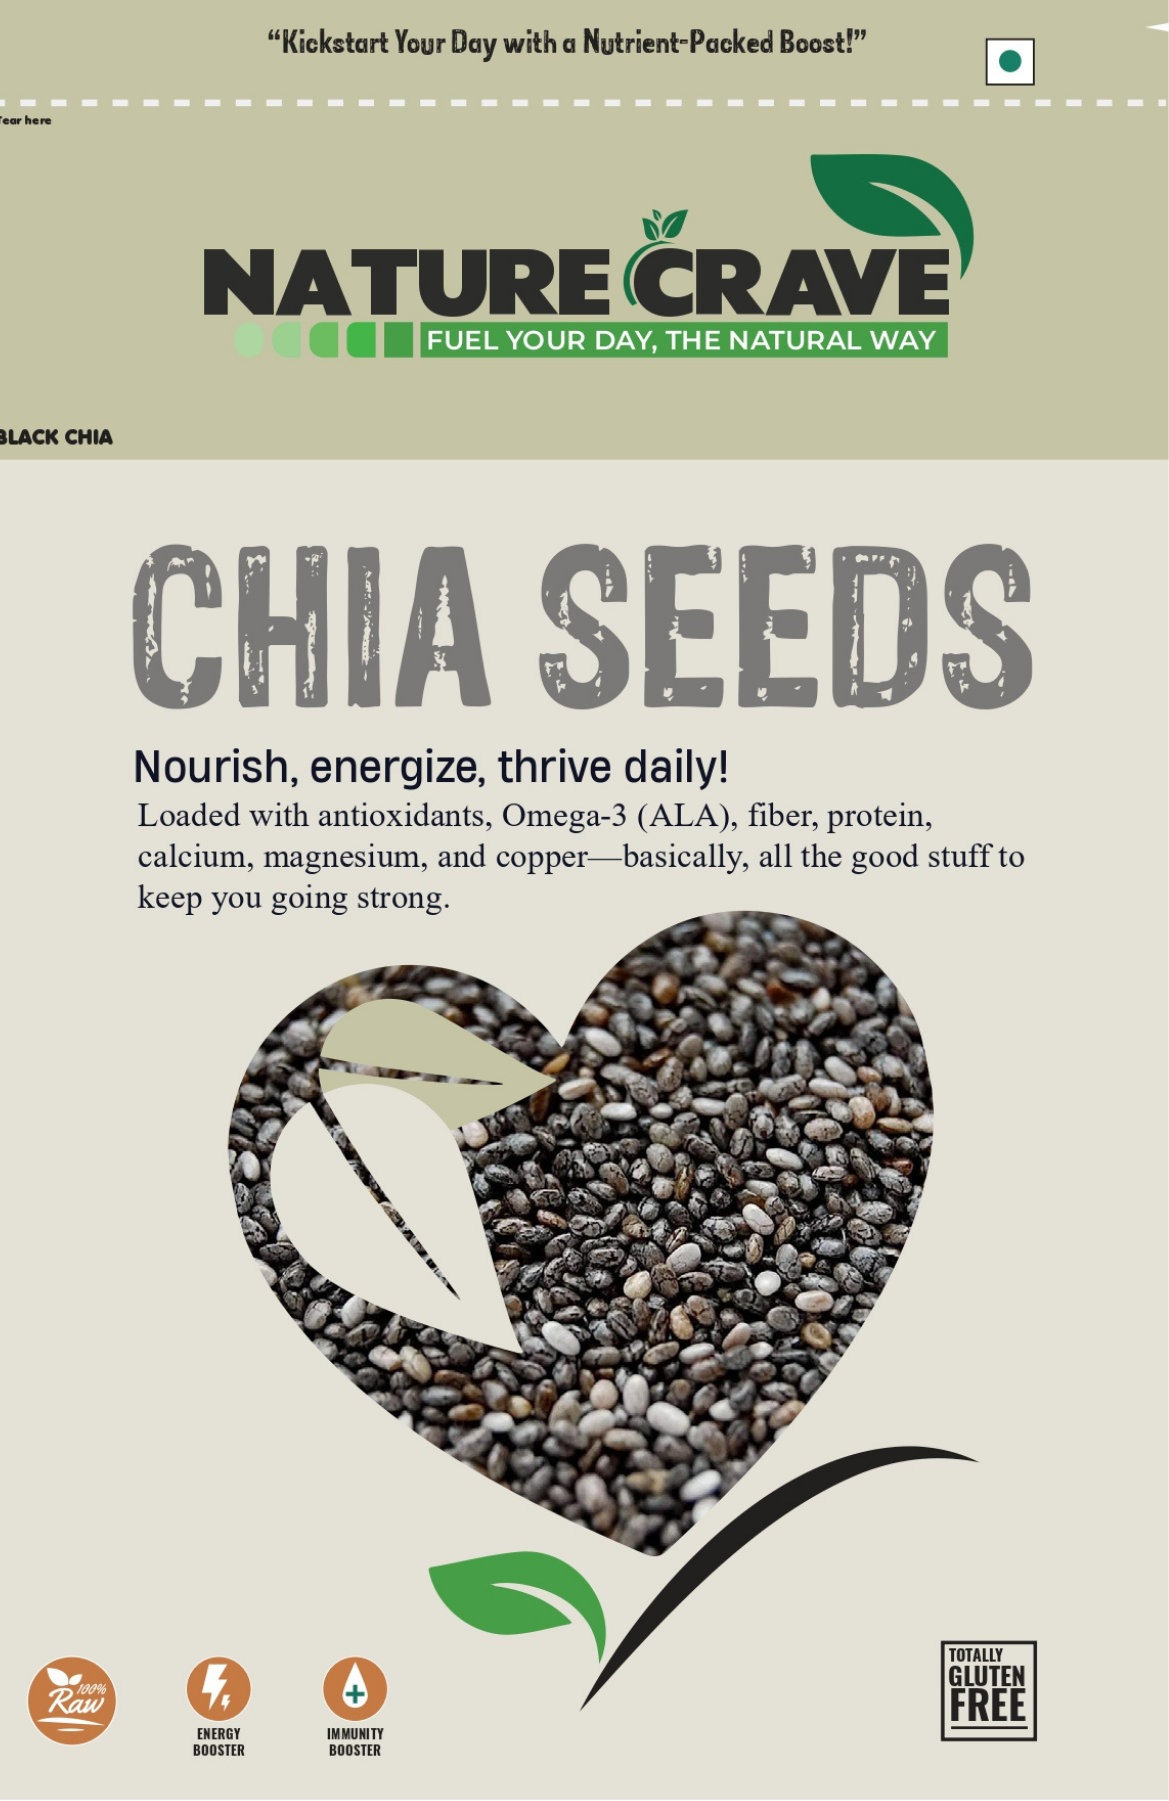 “Kickstart Your Day with a Nutrient-Packed Boost!”
Tear here
NATURE CRAVE
FUEL YOUR DAY, THE NATURAL WAY
BLACK CHIA
CHIA SEEDS
Nourish, energize, thrive daily!
Loaded with antioxidants, Omega-3 (ALA), fiber, protein,
calcium, magnesium, and copper—basically, all the good stuff to
keep you going strong.
100%
Raw
ENERGY
BOOSTER
IMMUNITY
BOOSTER
TOTALLY
GLUTEN
FREE